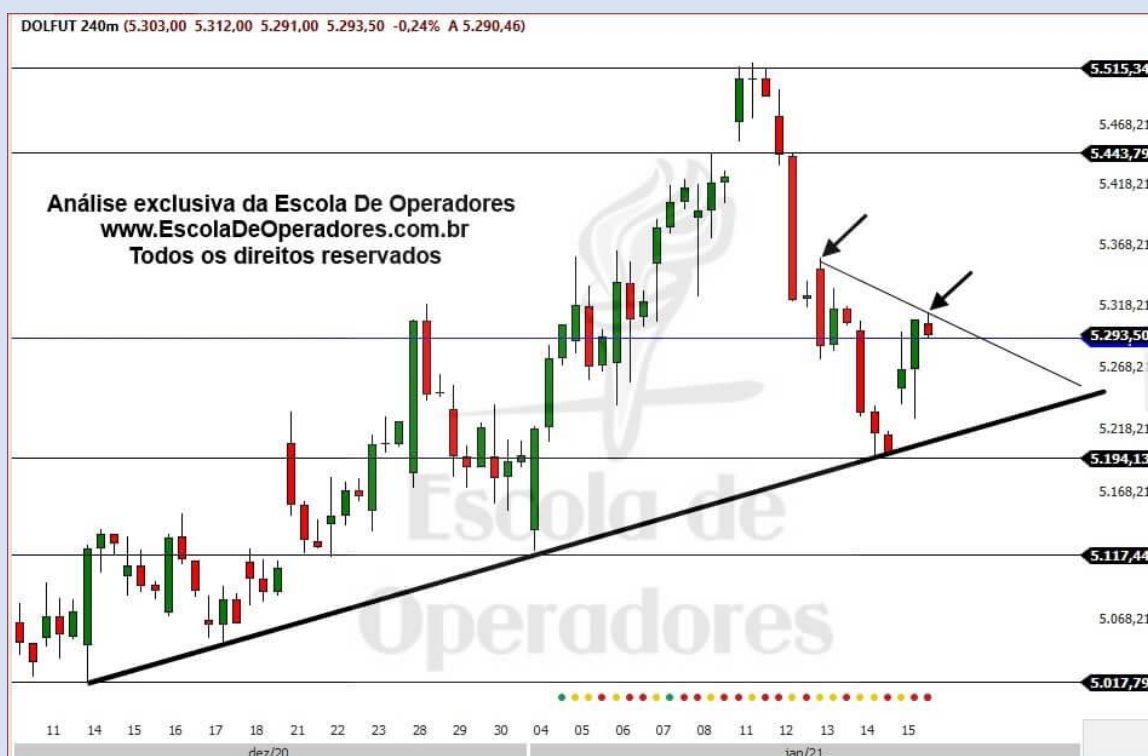 DOLFUT 240m (5.303,00 5.312,00 5.291,00 5.293,50 -0,24% A 5.290,46)
5.515,34
5.468,21
5.443,79
5.418,21
Análise exclusiva da Escola De Operadores
www.EscolaDeOperadores.com.br
Todos os direitos reservados
5.368,21
5.318,21
5.293,50
5.268,21
5.218,21
5.194,13
5.168,21
Escola de
5.117,44
Operadores
5.068,21
5.017,79
11 14 15 16 17 18 21 22 23 28 29 30 04 05 06 07 08 11 12 13 14 15
dez/20 jan/21